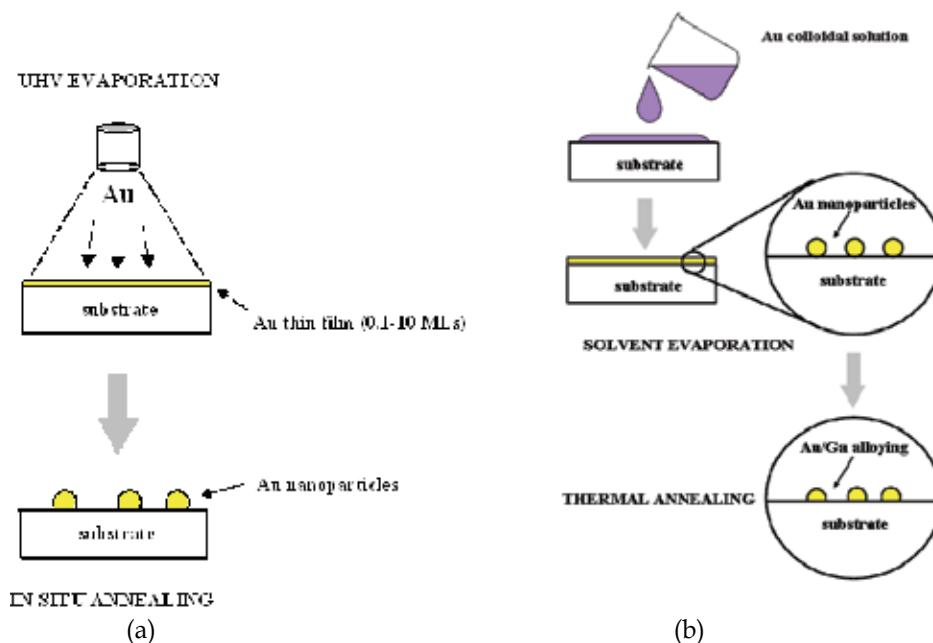 UHV EVAPORATION
Au
substrate
Au thin film (0.1-10 MLs)
Au nanoparticles
substrate
IN SITU ANNEALING
(a)
Au colloidal solution
substrate
Au nanoparticles
substrate
substrate
SOLVENT EVAPORATION
Au/Ga alloying
THERMAL ANNEALING
substrate
(b)